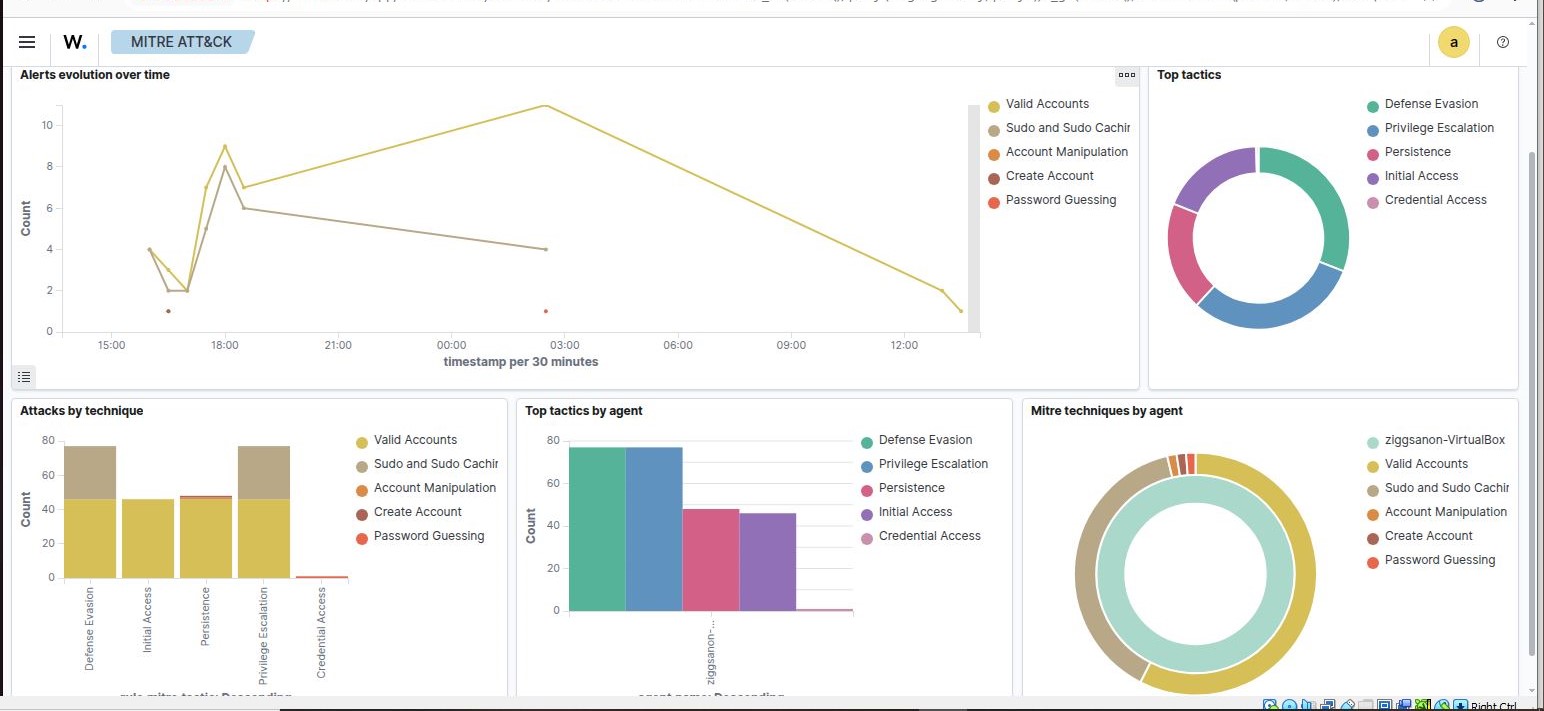 W. MITRE ATT&CK a
Alerts evolution over time
Count
10
8
6
4
2
0
15:00 18:00 21:00 00:00 03:00 06:00 09:00 12:00
timestamp per 30 minutes
Valid Accounts
Sudo and Sudo Cachir
Account Manipulation
Create Account
Password Guessing
Top tactics
Defense Evasion
Privilege Escalation
Persistence
Initial Access
Credential Access
Attacks by technique
Count
80
60
40
20
0
Defense Evasion
Initial Access
Persistence
Privilege Escalation
Credential Access
Valid Accounts
Sudo and Sudo Cachir
Account Manipulation
Create Account
Password Guessing
Top tactics by agent
Count
80
60
40
20
0
ziggsanon-...
Defense Evasion
Privilege Escalation
Persistence
Initial Access
Credential Access
Mitre techniques by agent
ziggsanon-VirtualBox
Valid Accounts
Sudo and Sudo Cachir
Account Manipulation
Create Account
Password Guessing
Right Ctrl